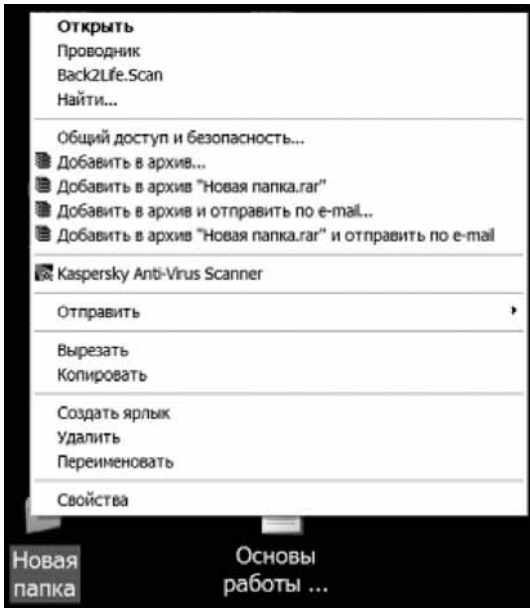 Открыть
Проводник
Back2Life.Scan
Найти...
Общий доступ и безопасность...
Добавить в архив...
Добавить в архив "Новая папка.rar"
Добавить в архив и отправить по e-mail...
Добавить в архив "Новая папка.rar" и отправить по e-mail
Kaspersky Anti-Virus Scanner
Отправить
Вырезать
Копировать
Создать ярлык
Удалить
Переименовать
Свойства
Новая
папка
Основы
работы ...